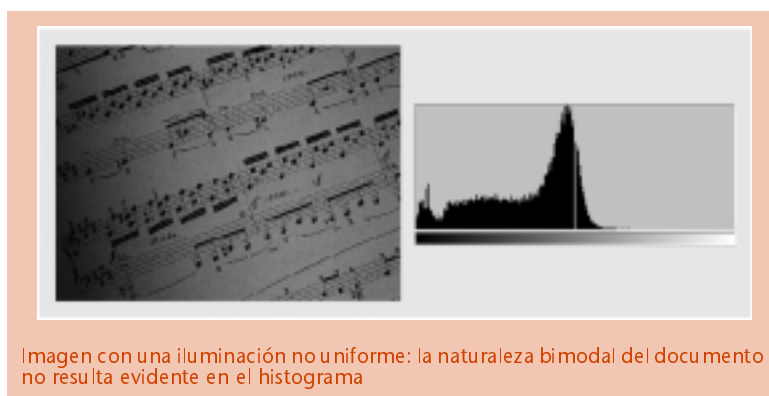 Imagen con una iluminación no uniforme: la naturaleza bimodal del documento
no resulta evidente en el histograma